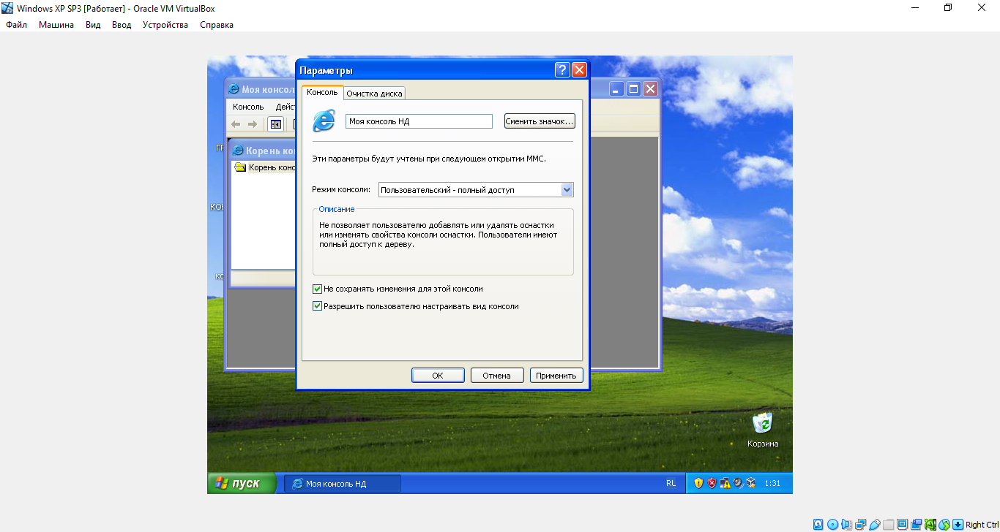 Windows XP SP3 [Работает] - Oracle VM VirtualBox
Файл Машина Вид Ввод Устройства Справка
Параметры
Моя консол
Консоль
Очистка диска
Консоль
Моя консоль НД
Сменить значок...
Корень ко
Эти параметры будут учтены при следующем открытии MMC.
Корень конс
Режим консоли:
Пользовательский - полный доступ
Описание
Не позволяет пользователю добавлять или удалять оснастки
или изменять свойства консоли оснастки. Пользователи имеют
полный доступ к дереву.
Не сохранять изменения для этой консоли
Разрешить пользователю настраивать вид консоли
ОК
Отмена
Применить
Корзина
пуск
Моя консоль НД
RL
1:31
Right Ctrl